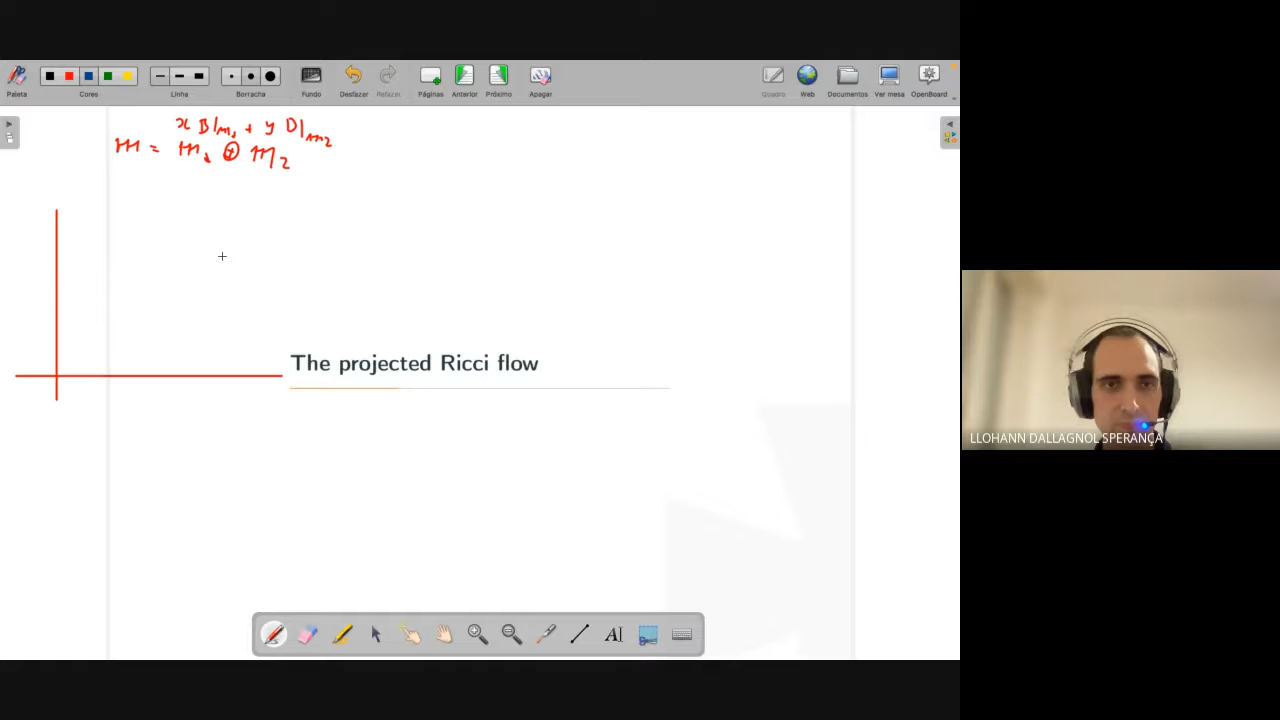 Paleta Cores Linha Borracha Fundo Desfazer Refazer Páginas Anterior Próximo Apagar Quadro Web Documentos Ver mesa OpenBoard
x B|m₁ + y B|m₂
m = m₁ ⊕ m₂
The projected Ricci flow
LLOHANN DALLAGNOL SPERANÇA